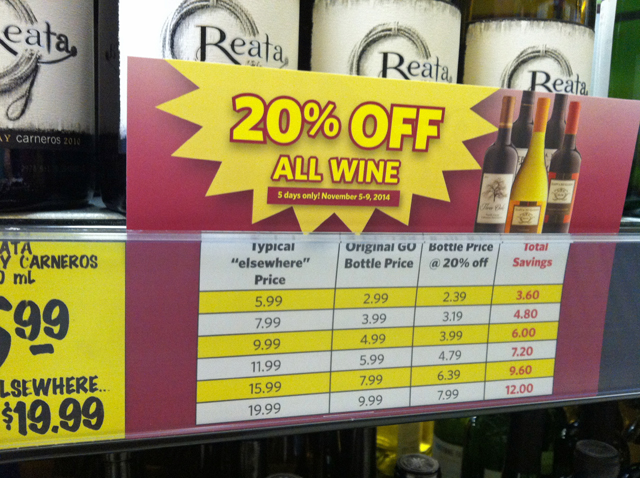 eata
Reata
Reata
Reata
AY carneros
20% OFF
ALL WINE
5 days only! November 5-9, 2014
EATA
Y CARNEROS
0 mL
.99
ELSEWHERE...
$19.99
Typical "elsewhere" Price | Original GO Bottle Price | Bottle Price @ 20% off | Total Savings
5.99 2.99 2.39 3.60
7.99 3.99 3.19 4.80
9.99 4.99 3.99 6.00
11.99 5.99 4.79 7.20
15.99 7.99 6.39 9.60
19.99 9.99 7.99 12.00